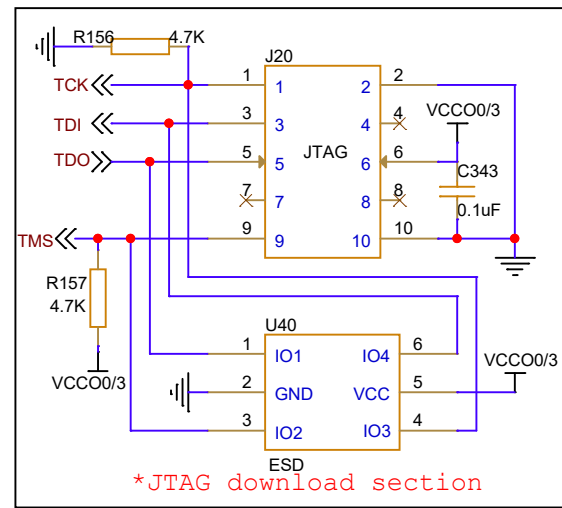 R156 4.7K
J20
TCK 1 1 2 2
TDI 3 3 4 4 VCCO0/3
TDO 5 5 JTAG 6 6
C343
7 7 8 8
0.1uF
TMS 9 9 10 10
R157
4.7K
U40
1 IO1 IO4 6
VCCO0/3 2 GND VCC 5 VCCO0/3
3 IO2 IO3 4
ESD
*JTAG download section